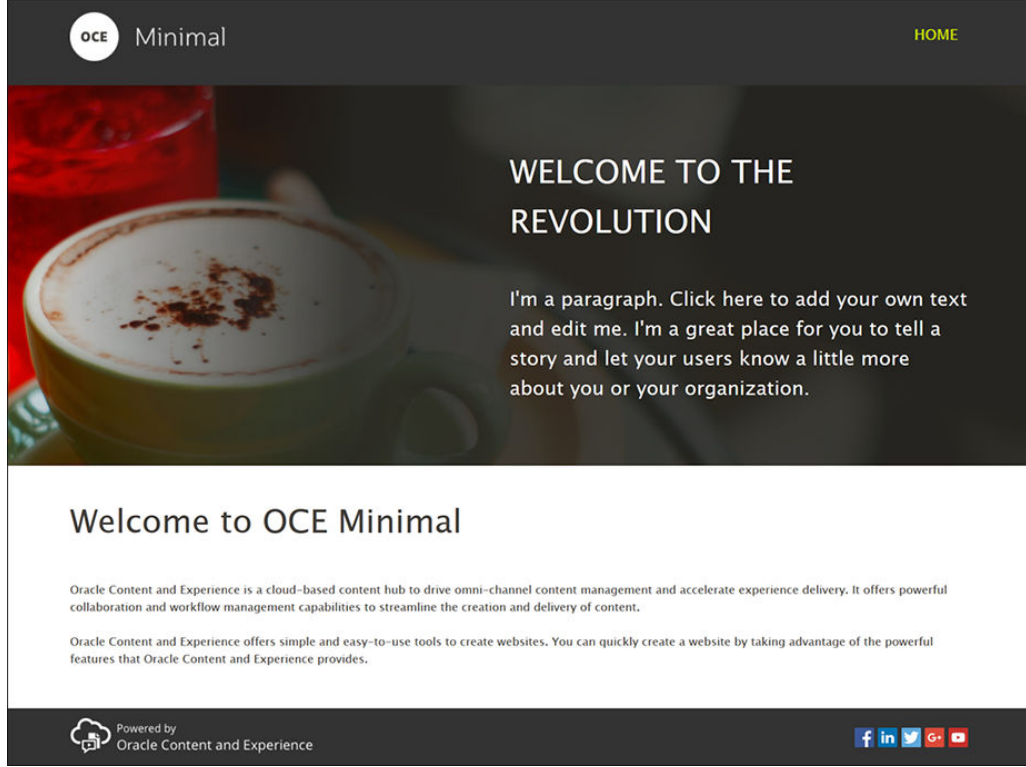 OCE
Minimal
HOME
WELCOME TO THE
REVOLUTION
I'm a paragraph. Click here to add your own text
and edit me. I'm a great place for you to tell a
story and let your users know a little more
about you or your organization.
Welcome to OCE Minimal
Oracle Content and Experience is a cloud-based content hub to drive omni-channel content management and accelerate experience delivery. It offers powerful
collaboration and workflow management capabilities to streamline the creation and delivery of content.
Oracle Content and Experience offers simple and easy-to-use tools to create websites. You can quickly create a website by taking advantage of the powerful
features that Oracle Content and Experience provides.
Powered by
Oracle Content and Experience
f in G+